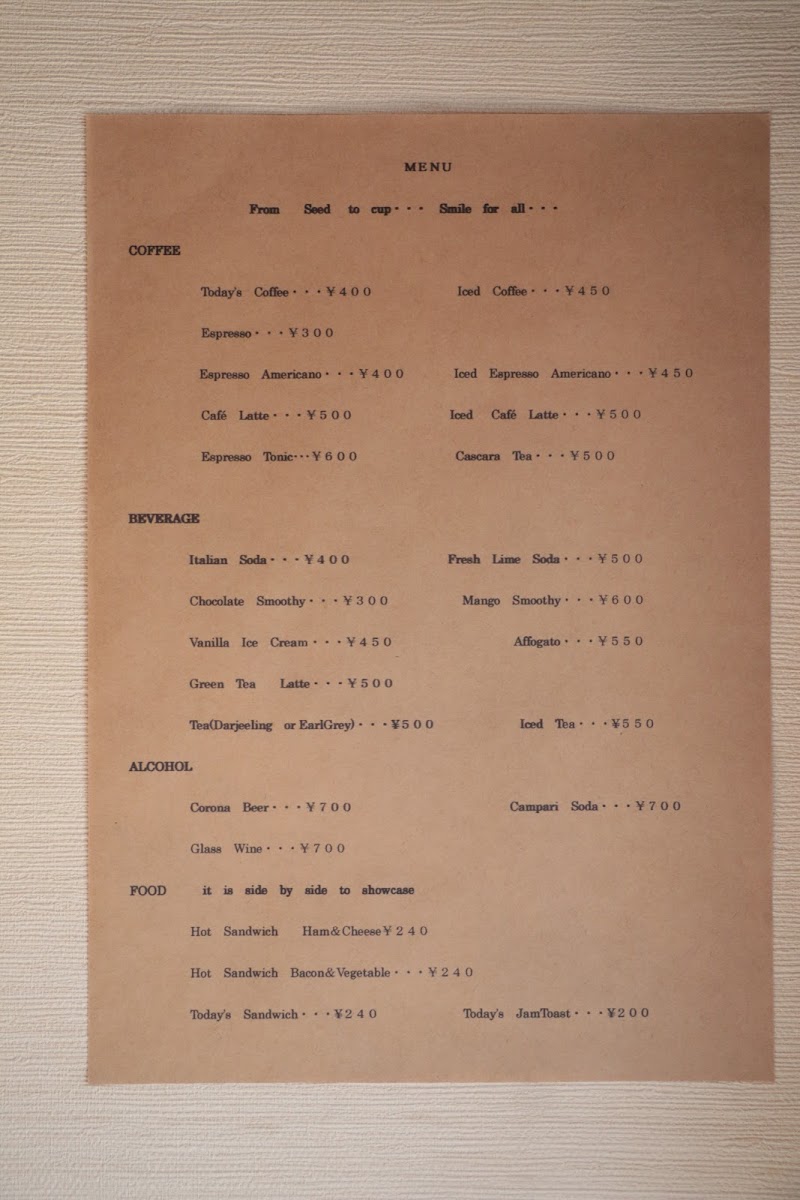 MENU
From Seed to cup・・・ Smile for all・・・
COFFEE
Today's Coffee・・・¥400 Iced Coffee・・・¥450
Espresso・・・¥300
Espresso Americano・・・¥400 Iced Espresso Americano・・・¥450
Café Latte・・・¥500 Iced Café Latte・・・¥500
Espresso Tonic・・・¥600 Cascara Tea・・・¥500
BEVERAGE
Italian Soda・・・¥400 Fresh Lime Soda・・・¥500
Chocolate Smoothy・・・¥300 Mango Smoothy・・・¥600
Vanilla Ice Cream・・・¥450 Affogato・・・¥550
Green Tea Latte・・・¥500
Tea(Darjeeling or EarlGrey)・・・¥500 Iced Tea・・・¥550
ALCOHOL
Corona Beer・・・¥700 Campari Soda・・・¥700
Glass Wine・・・¥700
FOOD it is side by side to showcase
Hot Sandwich Ham&Cheese¥240
Hot Sandwich Bacon&Vegetable・・・¥240
Today's Sandwich・・・¥240 Today's JamToast・・・¥200